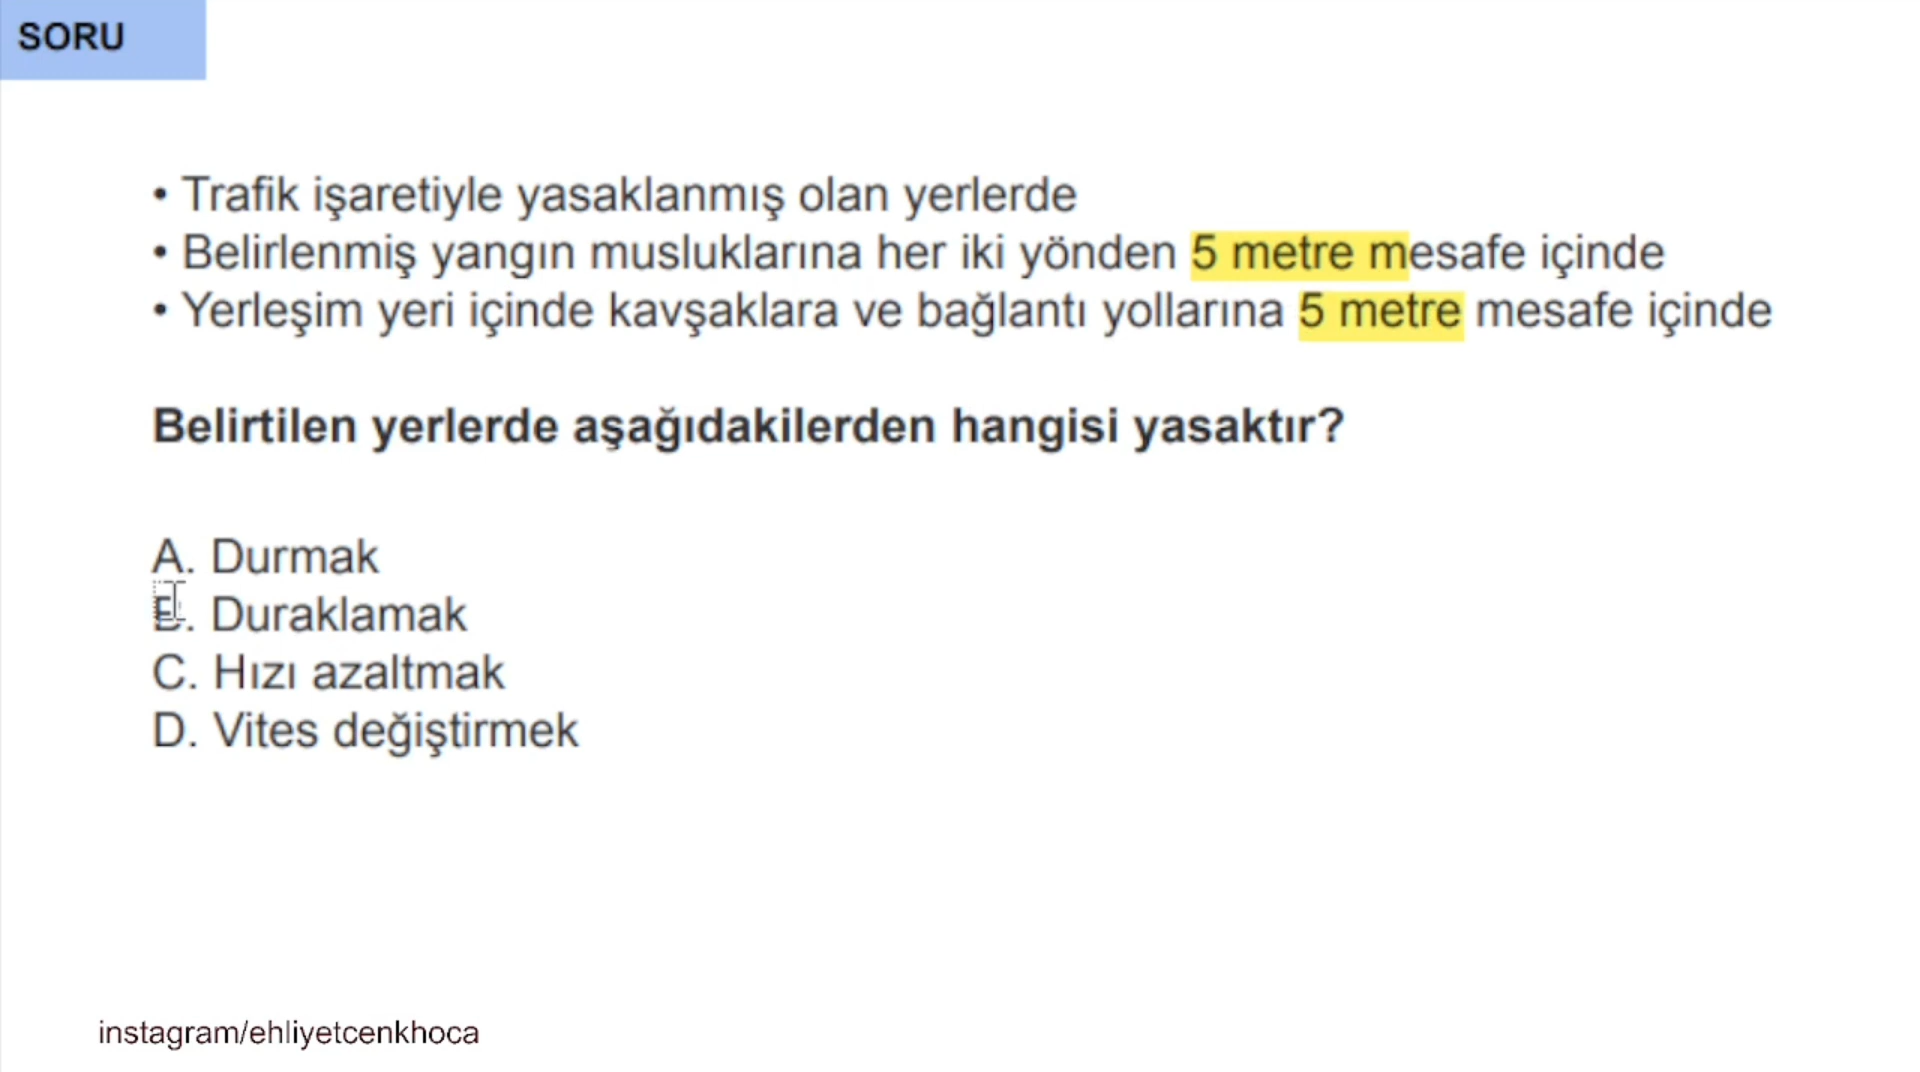 SORU
• Trafik işaretiyle yasaklanmış olan yerlerde
• Belirlenmiş yangın musluklarına her iki yönden 5 metre mesafe içinde
• Yerleşim yeri içinde kavşaklara ve bağlantı yollarına 5 metre mesafe içinde
Belirtilen yerlerde aşağıdakilerden hangisi yasaktır?
A. Durmak
B. Duraklamak
C. Hızı azaltmak
D. Vites değiştirmek
instagram/ehliyetcenkhoca